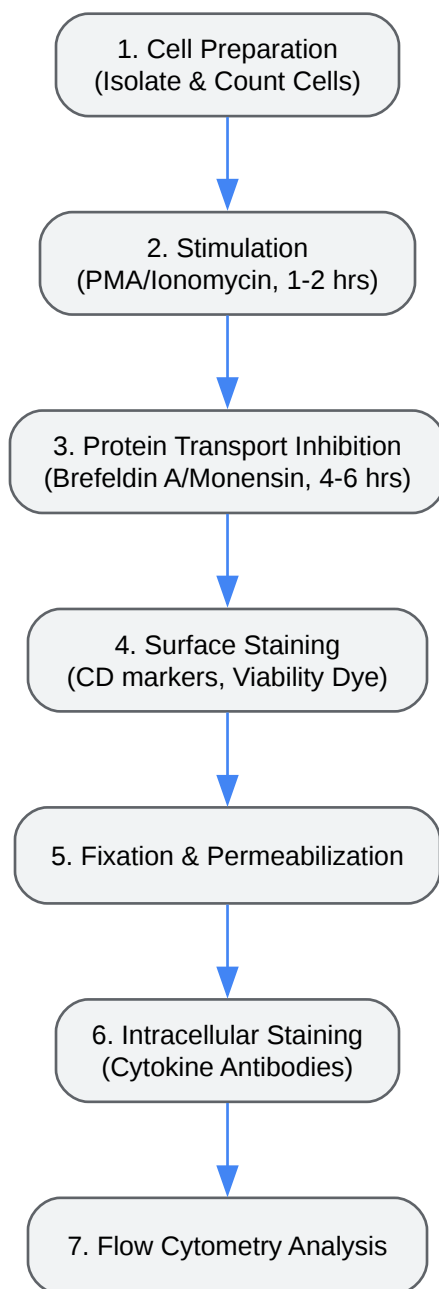 1. Cell Preparation
(Isolate & Count Cells)
2. Stimulation
(PMA/Ionomycin, 1-2 hrs)
3. Protein Transport Inhibition
(Brefeldin A/Monensin, 4-6 hrs)
4. Surface Staining
(CD markers, Viability Dye)
5. Fixation & Permeabilization
6. Intracellular Staining
(Cytokine Antibodies)
7. Flow Cytometry Analysis